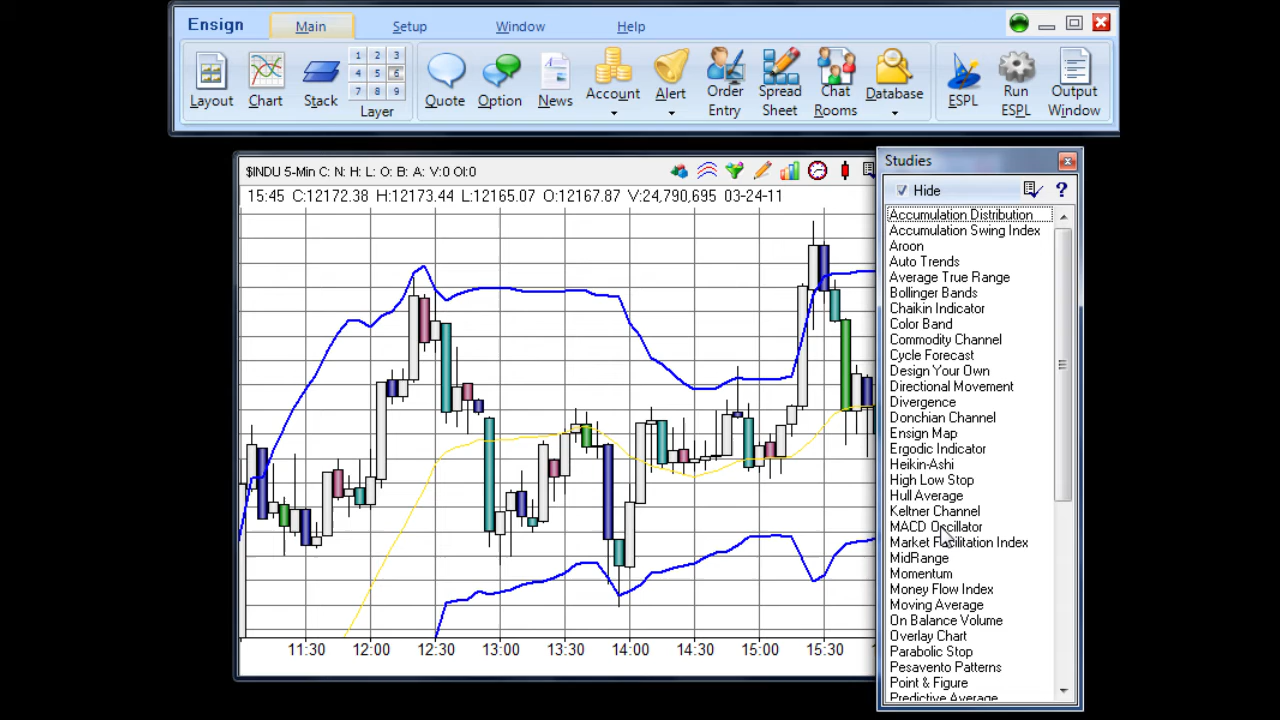 Ensign
Main
Setup
Window
Help
Layout
Chart
Stack
1 2 3
4 5 6
7 8 9
Layer
Quote
Option
News
Account
Alert
Order
Entry
Spread
Sheet
Chat
Rooms
Database
ESPL
Run
ESPL
Output
Window
$INDU 5-Min C: N: H: L: O: B: A: V:0 OI:0
15:45 C:12172.38 H:12173.44 L:12165.07 O:12167.87 V:24,790,695 03-24-11
11:30 12:00 12:30 13:00 13:30 14:00 14:30 15:00 15:30
Studies
Hide
?
Accumulation Distribution
Accumulation Swing Index
Aroon
Auto Trends
Average True Range
Bollinger Bands
Chaikin Indicator
Color Band
Commodity Channel
Cycle Forecast
Design Your Own
Directional Movement
Divergence
Donchian Channel
Ensign Map
Ergodic Indicator
Heikin-Ashi
High Low Stop
Hull Average
Keltner Channel
MACD Oscillator
Market Facilitation Index
MidRange
Momentum
Money Flow Index
Moving Average
On Balance Volume
Overlay Chart
Parabolic Stop
Pesavento Patterns
Point & Figure
Predictive Average